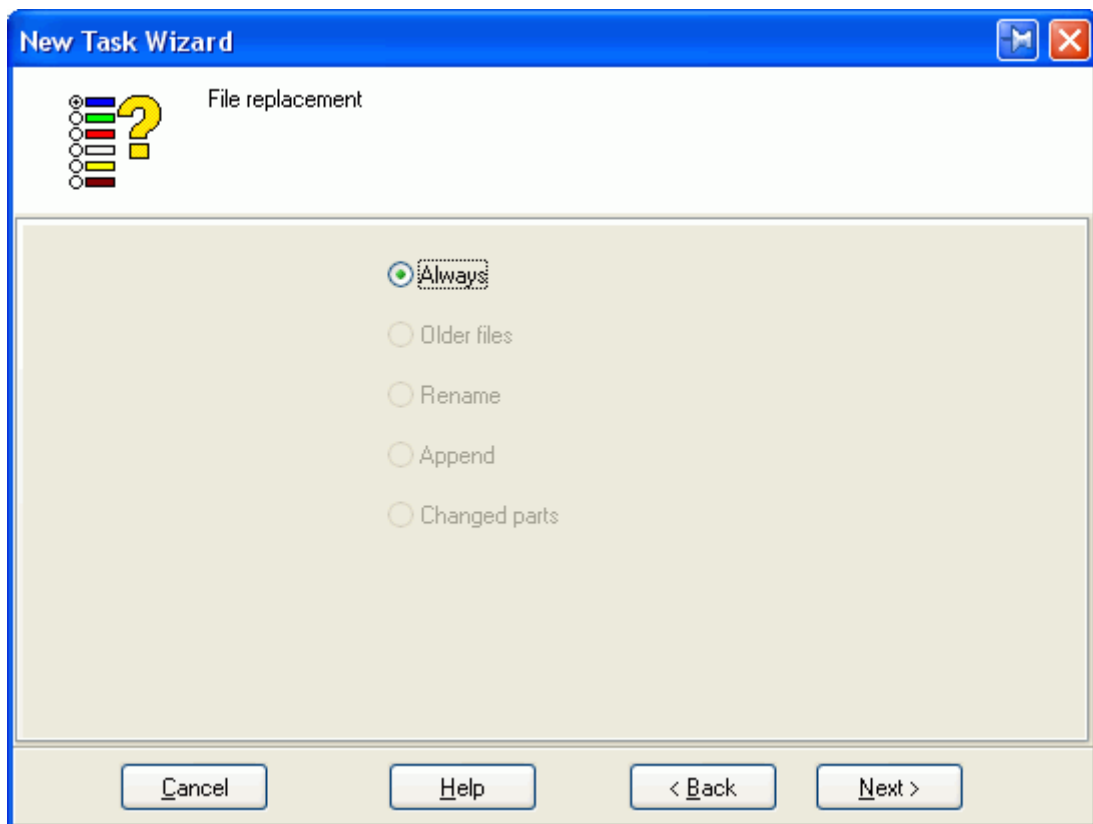 New Task Wizard
File replacement
Always
Older files
Rename
Append
Changed parts
Cancel
Help
< Back
Next >